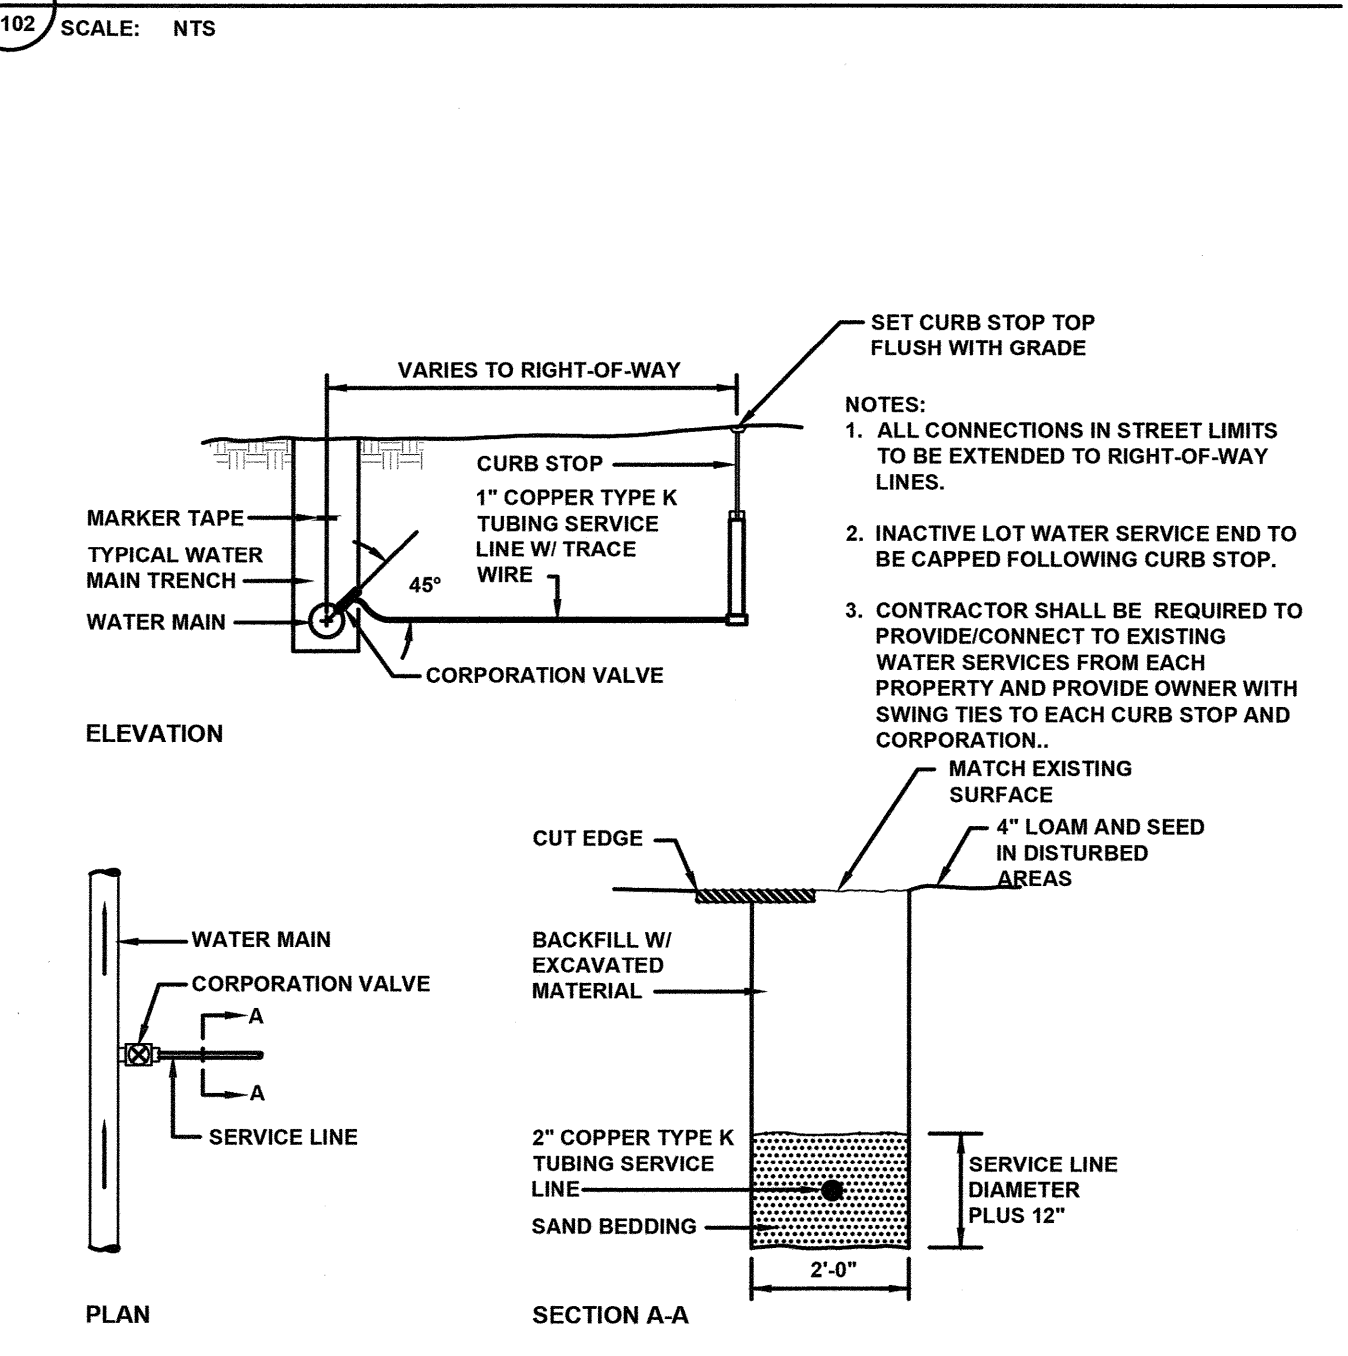 102
SCALE: NTS
SET CURB STOP TOP
FLUSH WITH GRADE
VARIES TO RIGHT-OF-WAY
CURB STOP
1" COPPER TYPE K
TUBING SERVICE
LINE W/ TRACE
WIRE
MARKER TAPE
TYPICAL WATER
MAIN TRENCH
WATER MAIN
45°
CORPORATION VALVE
ELEVATION
NOTES:
1. ALL CONNECTIONS IN STREET LIMITS
TO BE EXTENDED TO RIGHT-OF-WAY
LINES.
2. INACTIVE LOT WATER SERVICE END TO
BE CAPPED FOLLOWING CURB STOP.
3. CONTRACTOR SHALL BE REQUIRED TO
PROVIDE/CONNECT TO EXISTING
WATER SERVICES FROM EACH
PROPERTY AND PROVIDE OWNER WITH
SWING TIES TO EACH CURB STOP AND
CORPORATION..
WATER MAIN
CORPORATION VALVE
A
A
SERVICE LINE
PLAN
MATCH EXISTING
SURFACE
4" LOAM AND SEED
IN DISTURBED
AREAS
CUT EDGE
BACKFILL W/
EXCAVATED
MATERIAL
2" COPPER TYPE K
TUBING SERVICE
LINE
SAND BEDDING
SERVICE LINE
DIAMETER
PLUS 12"
2'-0"
SECTION A-A